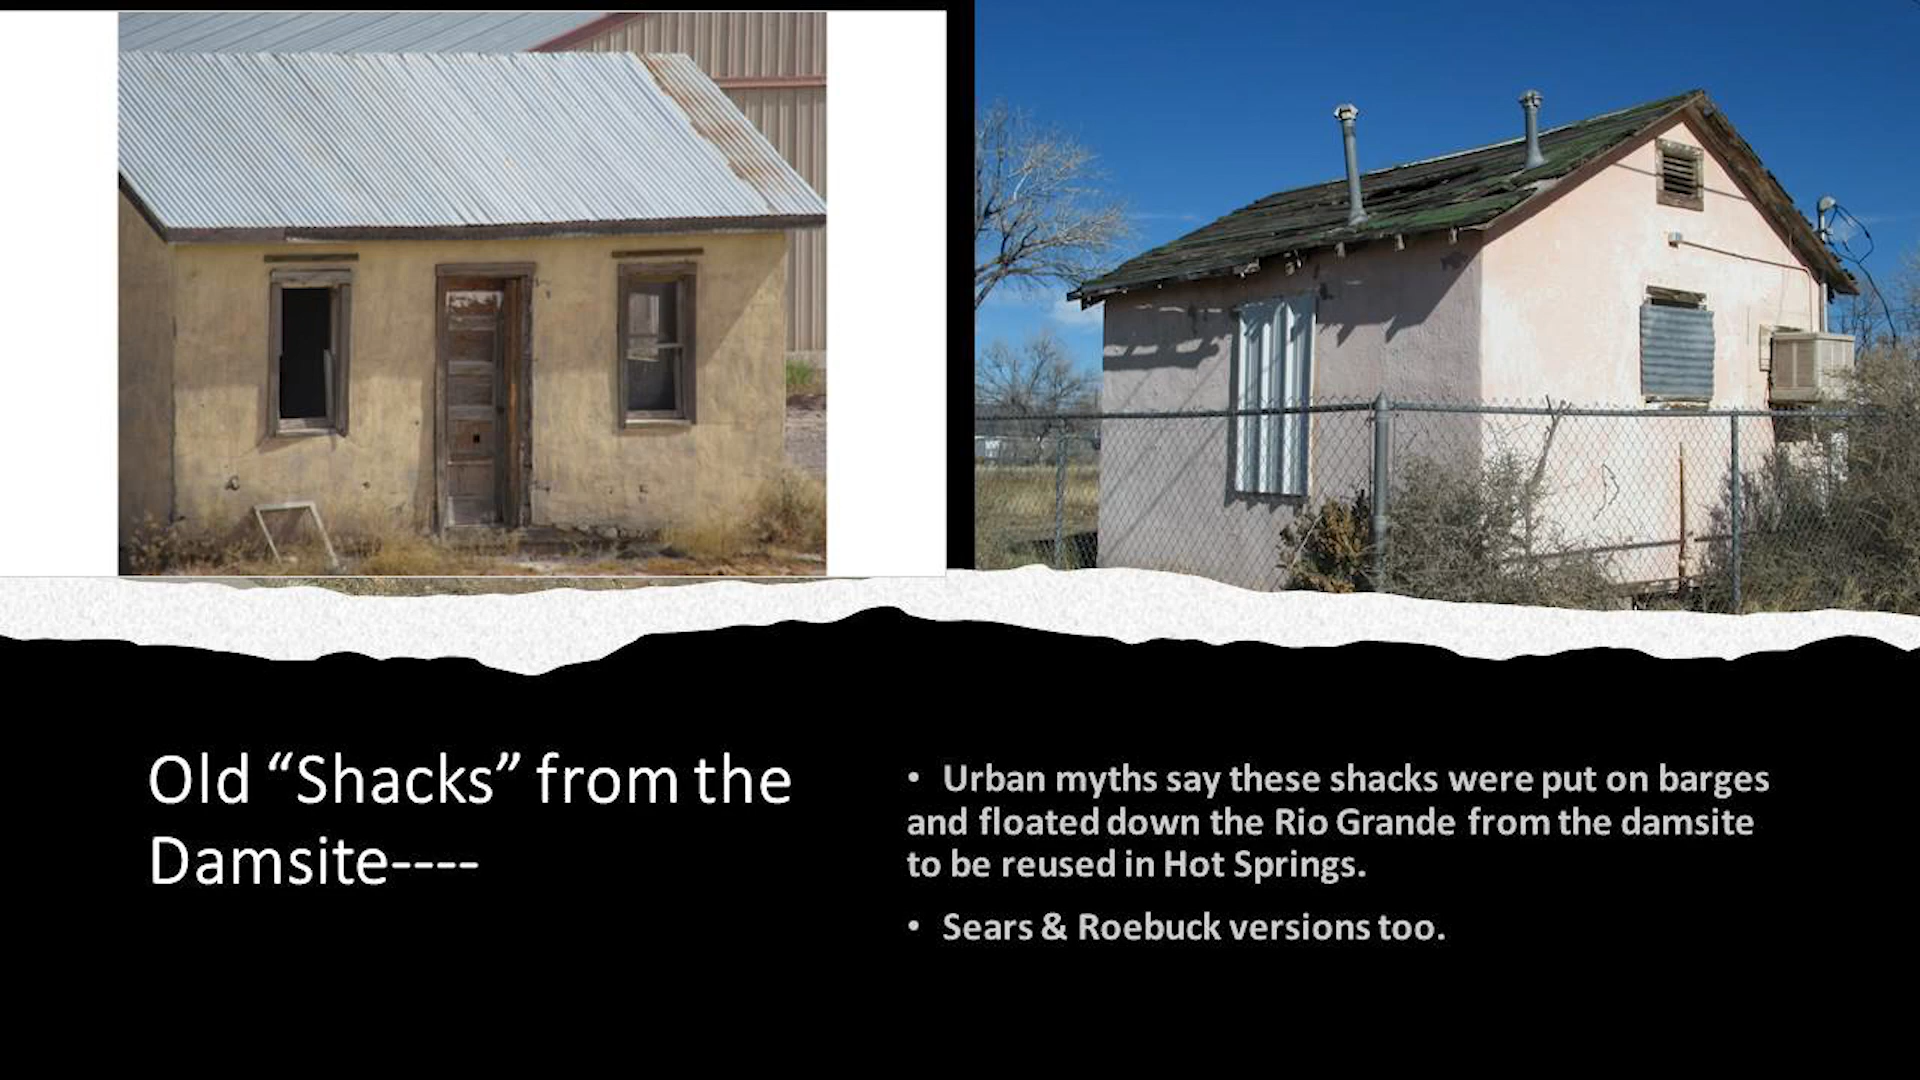 Old “Shacks” from the
Damsite----
• Urban myths say these shacks were put on barges
and floated down the Rio Grande from the damsite
to be reused in Hot Springs.
• Sears & Roebuck versions too.